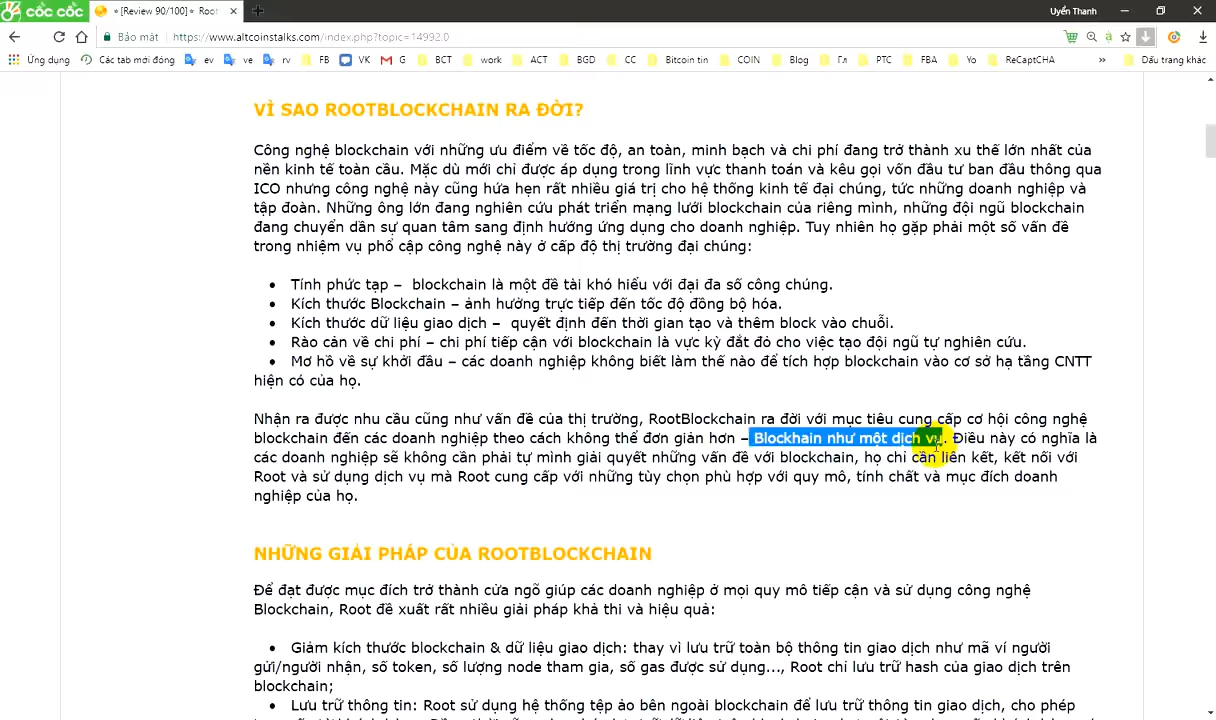 cốc cốc
[Review 90/100] Root
Uyển Thanh
Bảo mật
https://www.altcoinstalks.com/index.php?topic=14992.0
Ứng dụng Các tab mới đóng ev ve rv FB VK G BCT work ACT BGD CC Bitcoin tin COIN Blog Гл PTC FBA Yo ReCaptCHA » Dấu trang khác
VÌ SAO ROOTBLOCKCHAIN RA ĐỜI?
Công nghệ blockchain với những ưu điểm về tốc độ, an toàn, minh bạch và chi phí đang trở thành xu thế lớn nhất của
nền kinh tế toàn cầu. Mặc dù mới chỉ được áp dụng trong lĩnh vực thanh toán và kêu gọi vốn đầu tư ban đầu thông qua
ICO nhưng công nghệ này cũng hứa hẹn rất nhiều giá trị cho hệ thống kinh tế đại chúng, tức những doanh nghiệp và
tập đoàn. Những ông lớn đang nghiên cứu phát triển mạng lưới blockchain của riêng mình, những đội ngũ blockchain
đang chuyển dần sự quan tâm sang định hướng ứng dụng cho doanh nghiệp. Tuy nhiên họ gặp phải một số vấn đề
trong nhiệm vụ phổ cập công nghệ này ở cấp độ thị trường đại chúng:
• Tính phức tạp – blockchain là một đề tài khó hiểu với đại đa số công chúng.
• Kích thước Blockchain – ảnh hưởng trực tiếp đến tốc độ đồng bộ hóa.
• Kích thước dữ liệu giao dịch – quyết định đến thời gian tạo và thêm block vào chuỗi.
• Rào cản về chi phí – chi phí tiếp cận với blockchain là vực kỳ đắt đỏ cho việc tạo đội ngũ tự nghiên cứu.
• Mơ hồ về sự khởi đầu – các doanh nghiệp không biết làm thế nào để tích hợp blockchain vào cơ sở hạ tầng CNTT
hiện có của họ.
Nhận ra được nhu cầu cũng như vấn đề của thị trường, RootBlockchain ra đời với mục tiêu cung cấp cơ hội công nghệ
blockchain đến các doanh nghiệp theo cách không thể đơn giản hơn – Blockhain như một dịch vụ. Điều này có nghĩa là
các doanh nghiệp sẽ không cần phải tự mình giải quyết những vấn đề với blockchain, họ chỉ cần liên kết, kết nối với
Root và sử dụng dịch vụ mà Root cung cấp với những tùy chọn phù hợp với quy mô, tính chất và mục đích doanh
nghiệp của họ.
NHỮNG GIẢI PHÁP CỦA ROOTBLOCKCHAIN
Để đạt được mục đích trở thành cửa ngõ giúp các doanh nghiệp ở mọi quy mô tiếp cận và sử dụng công nghệ
Blockchain, Root đề xuất rất nhiều giải pháp khả thi và hiệu quả:
• Giảm kích thước blockchain & dữ liệu giao dịch: thay vì lưu trữ toàn bộ thông tin giao dịch như mã ví người
gửi/người nhận, số token, số lượng node tham gia, số gas được sử dụng..., Root chỉ lưu trữ hash của giao dịch trên
blockchain;
• Lưu trữ thông tin: Root sử dụng hệ thống tệp ảo bên ngoài blockchain để lưu trữ thông tin giao dịch, cho phép